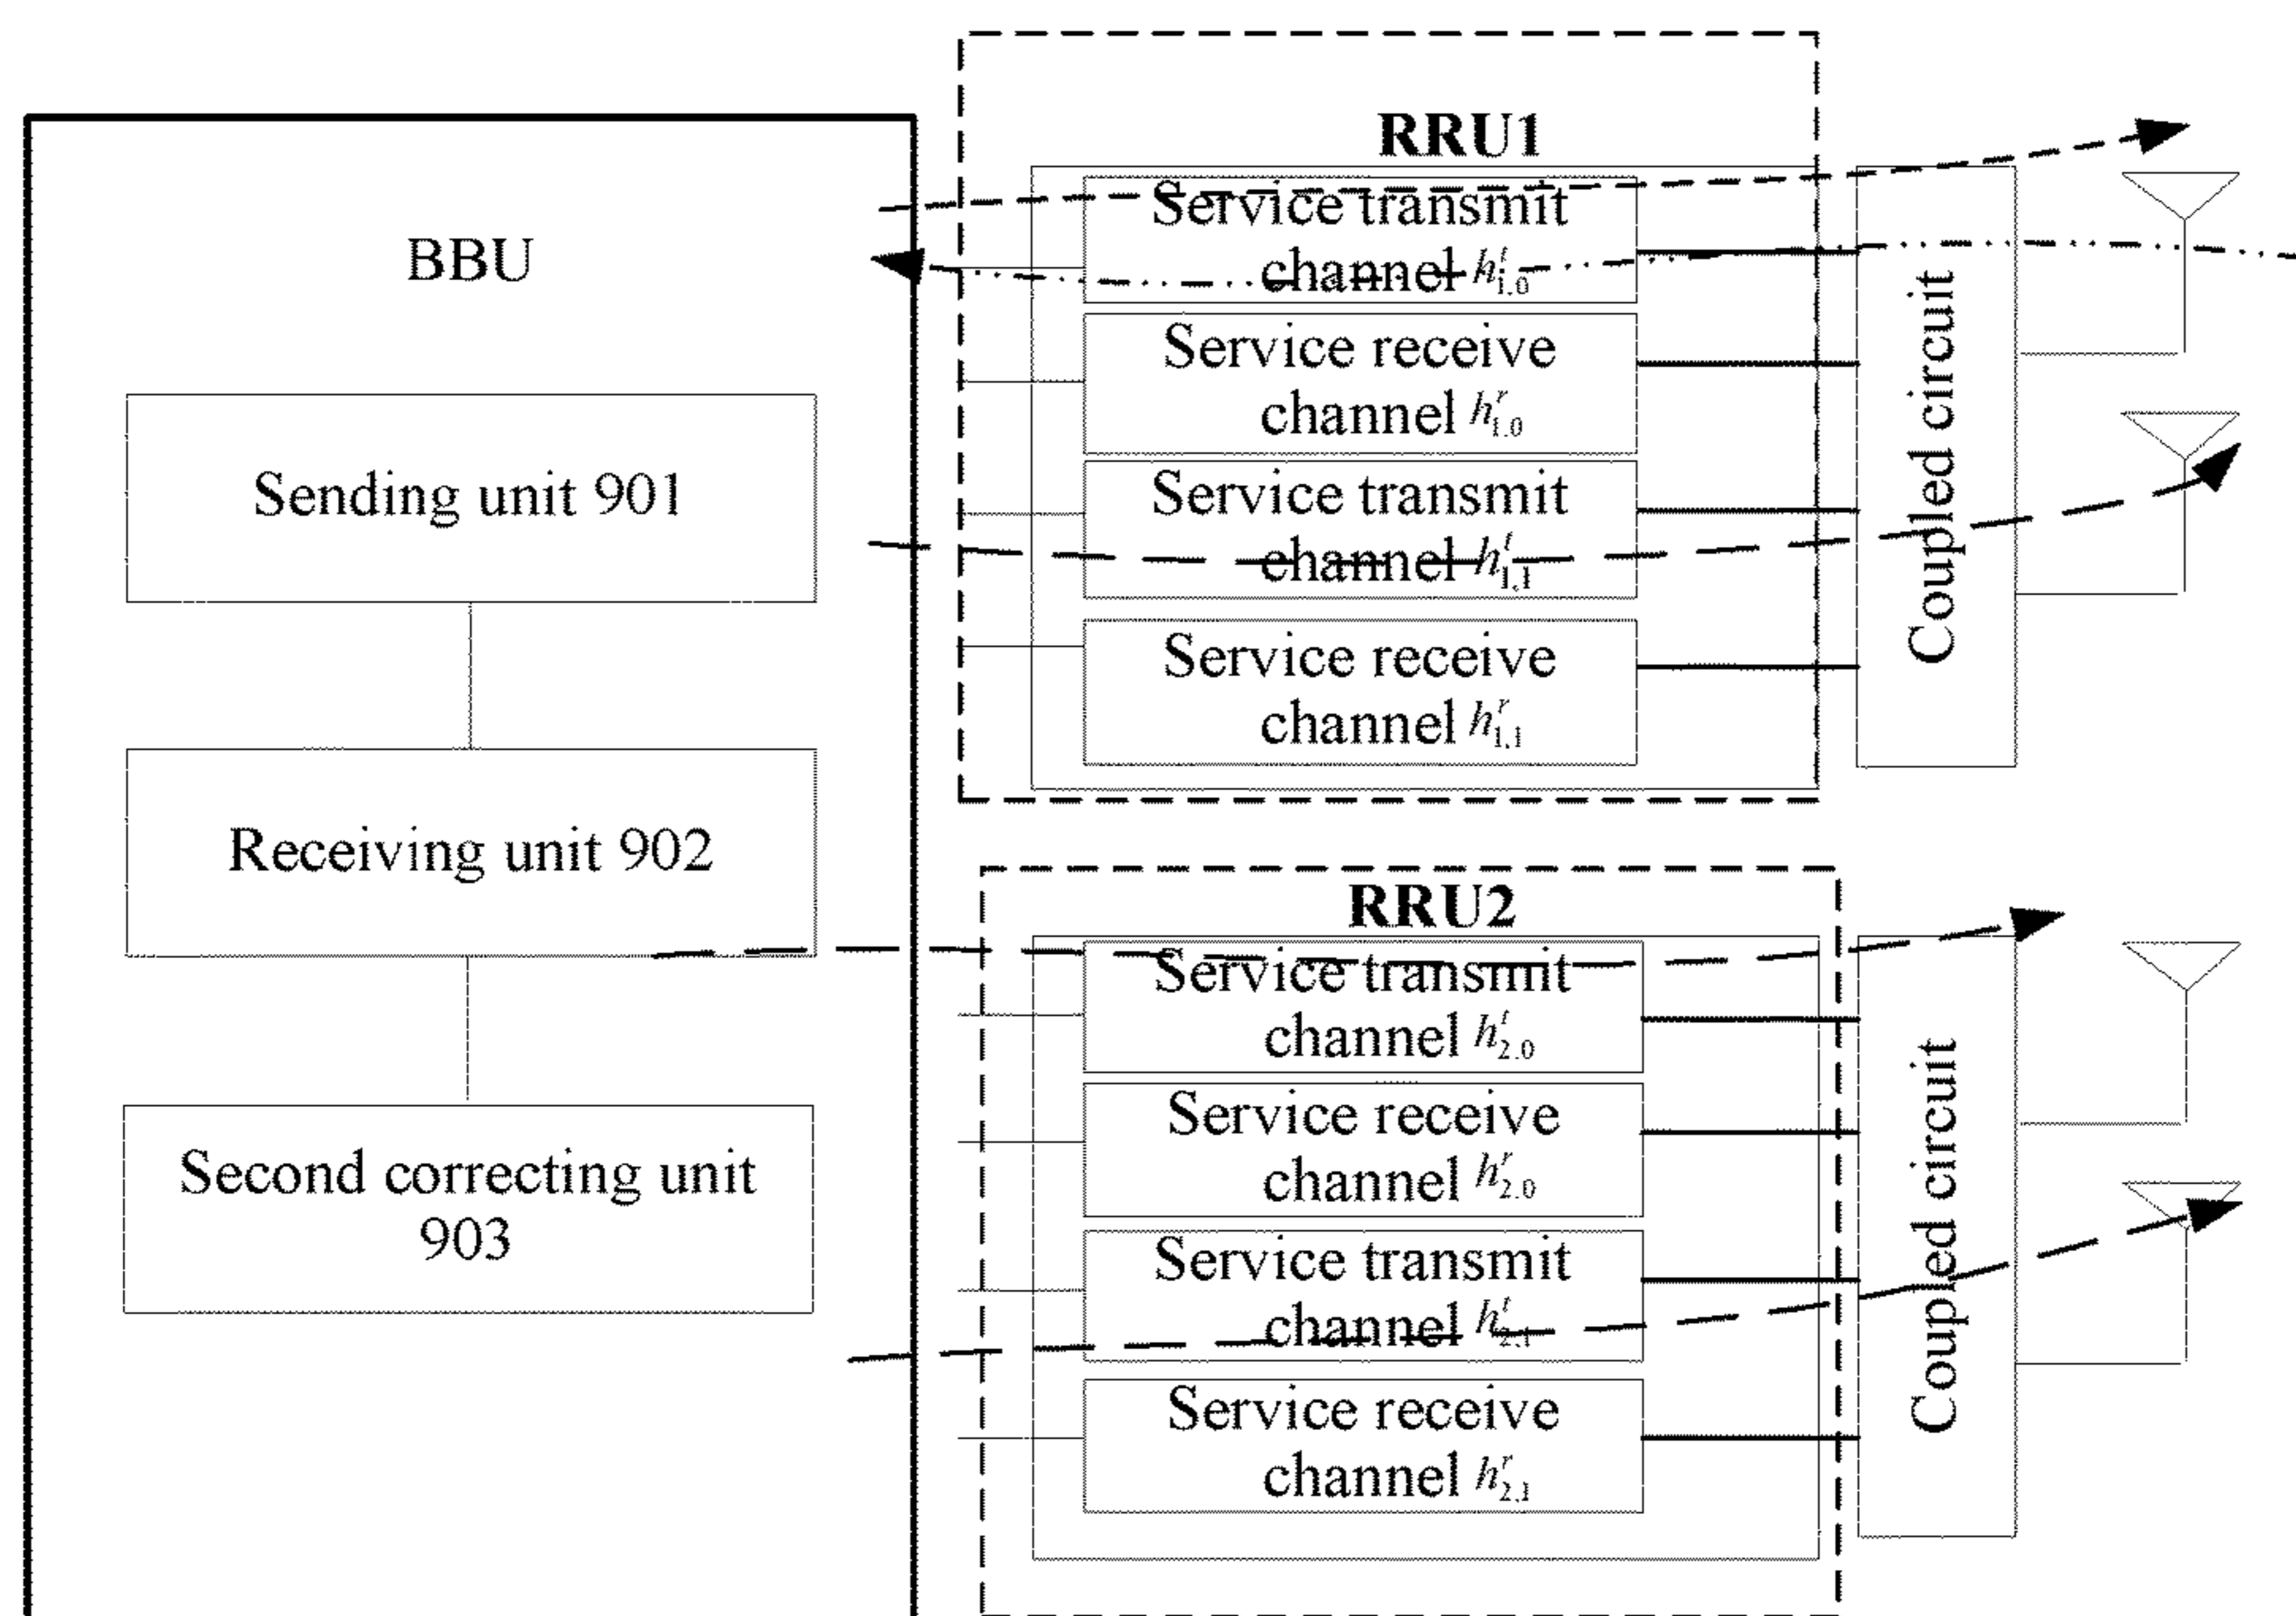 BBU
Sending unit 901
Receiving unit 902
Second correcting unit
903
RRU1
Service transmit
channel h^t_{1,0}
Service receive
channel h^r_{1,0}
Service transmit
channel h^t_{1,1}
Service receive
channel h^r_{1,1}
Coupled circuit
RRU2
Service transmit
channel h^t_{2,0}
Service receive
channel h^r_{2,0}
Service transmit
channel h^t_{2,1}
Service receive
channel h^r_{2,1}
Coupled circuit